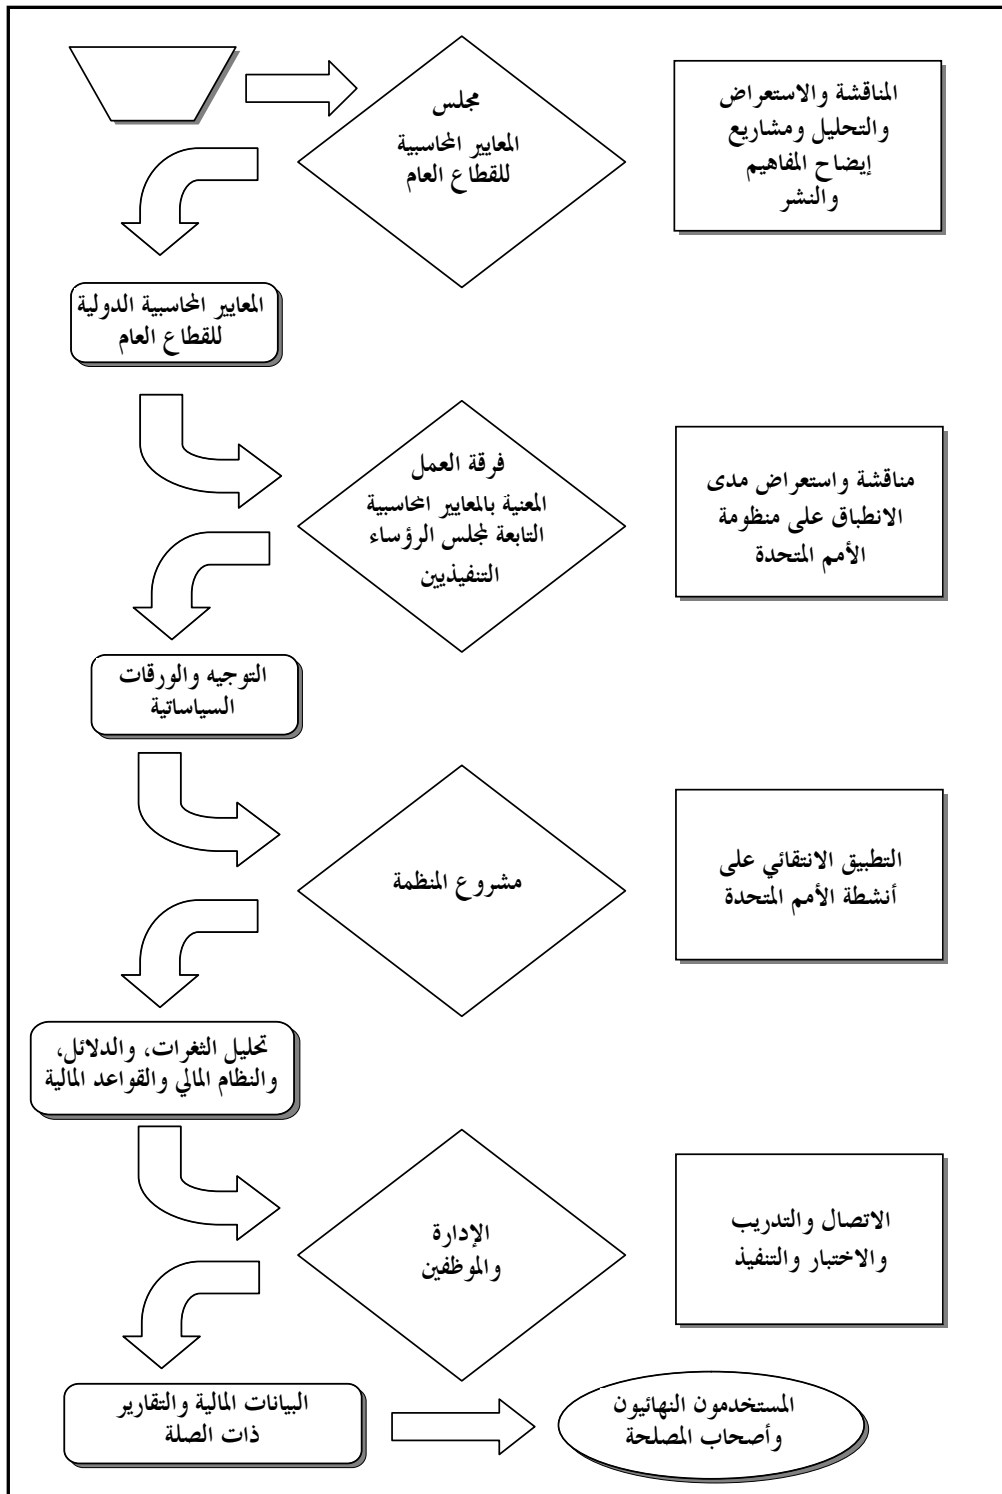 مجلس
المعايير المحاسبية
للقطاع العام
المناقشة والاستعراض
والتحليل ومشاريع
إيضاح المفاهيم
والنشر
المعايير المحاسبية الدولية
للقطاع العام
فرقة العمل
المعنية بالمعايير المحاسبية
التابعة لمجلس الرؤساء
التنفيذيين
مناقشة واستعراض مدى
الانطباق على منظومة
الأمم المتحدة
التوجيه والورقات
السياساتية
مشروع المنظمة
التطبيق الانتقائي على
أنشطة الأمم المتحدة
تحليل الثغرات، والدلائل،
والنظام المالي والقواعد المالية
الإدارة
والموظفين
الاتصال والتدريب
والاختبار والتنفيذ
البيانات المالية والتقارير
ذات الصلة
المستخدمون النهائيون
وأصحاب المصلحة